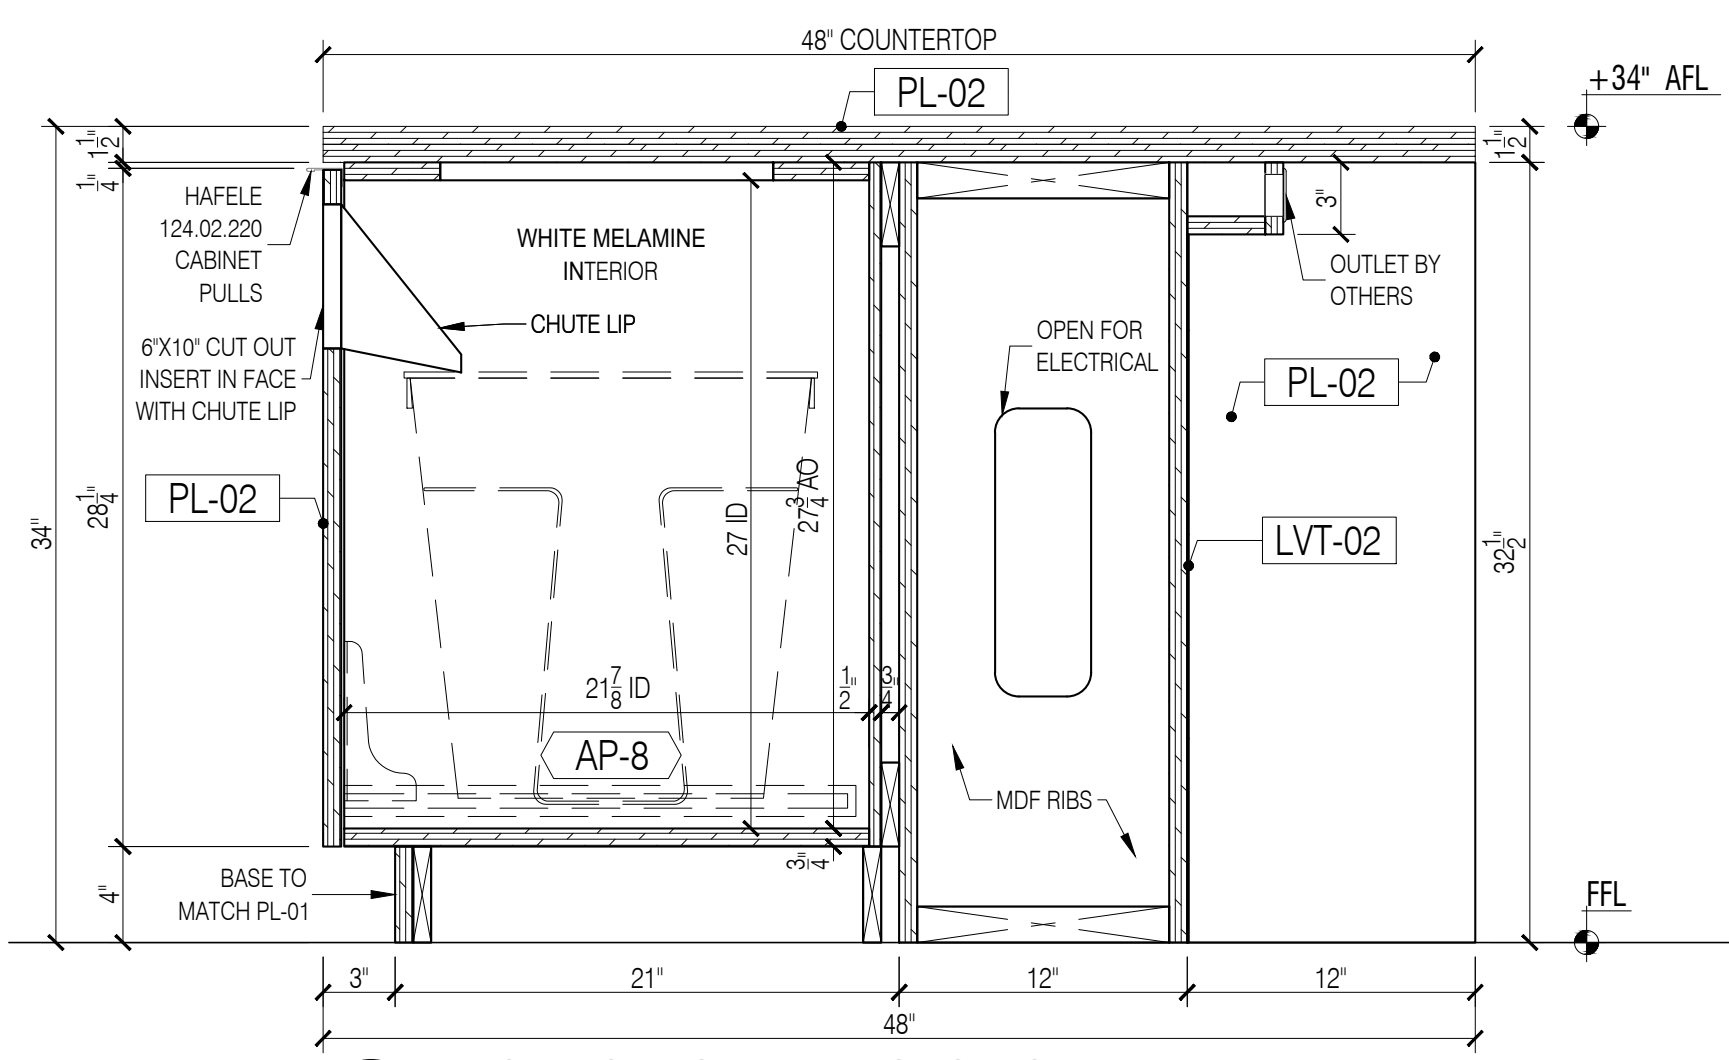 48" COUNTERTOP
PL-02
+34" AFL
1 1/2"
1/4"
1 1/2"
HAFELE
124.02.220
CABINET
PULLS
WHITE MELAMINE
INTERIOR
3"
OUTLET BY
OTHERS
CHUTE LIP
OPEN FOR
ELECTRICAL
6"X10" CUT OUT
INSERT IN FACE
WITH CHUTE LIP
PL-02
PL-02
34"
28 1/4"
27 ID
27 3/4 AO
LVT-02
32 1/2"
21 7/8 ID
1/2"
3/4"
AP-8
MDF RIBS
3/4"
4"
BASE TO
MATCH PL-01
FFL
3"
21"
12"
12"
48"